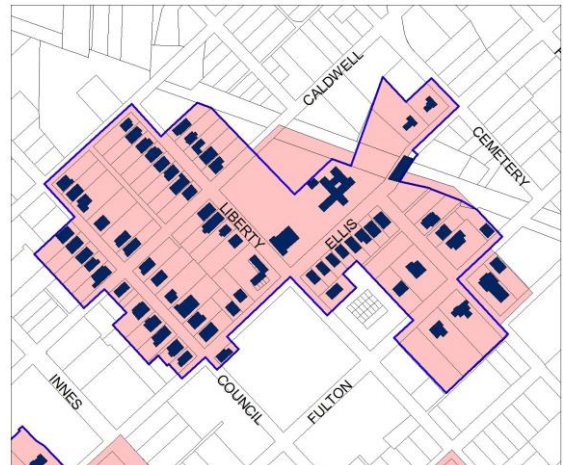 CALDWELL
CEMETERY
LIBERTY
ELLIS
INNES
COUNCIL
FULTON